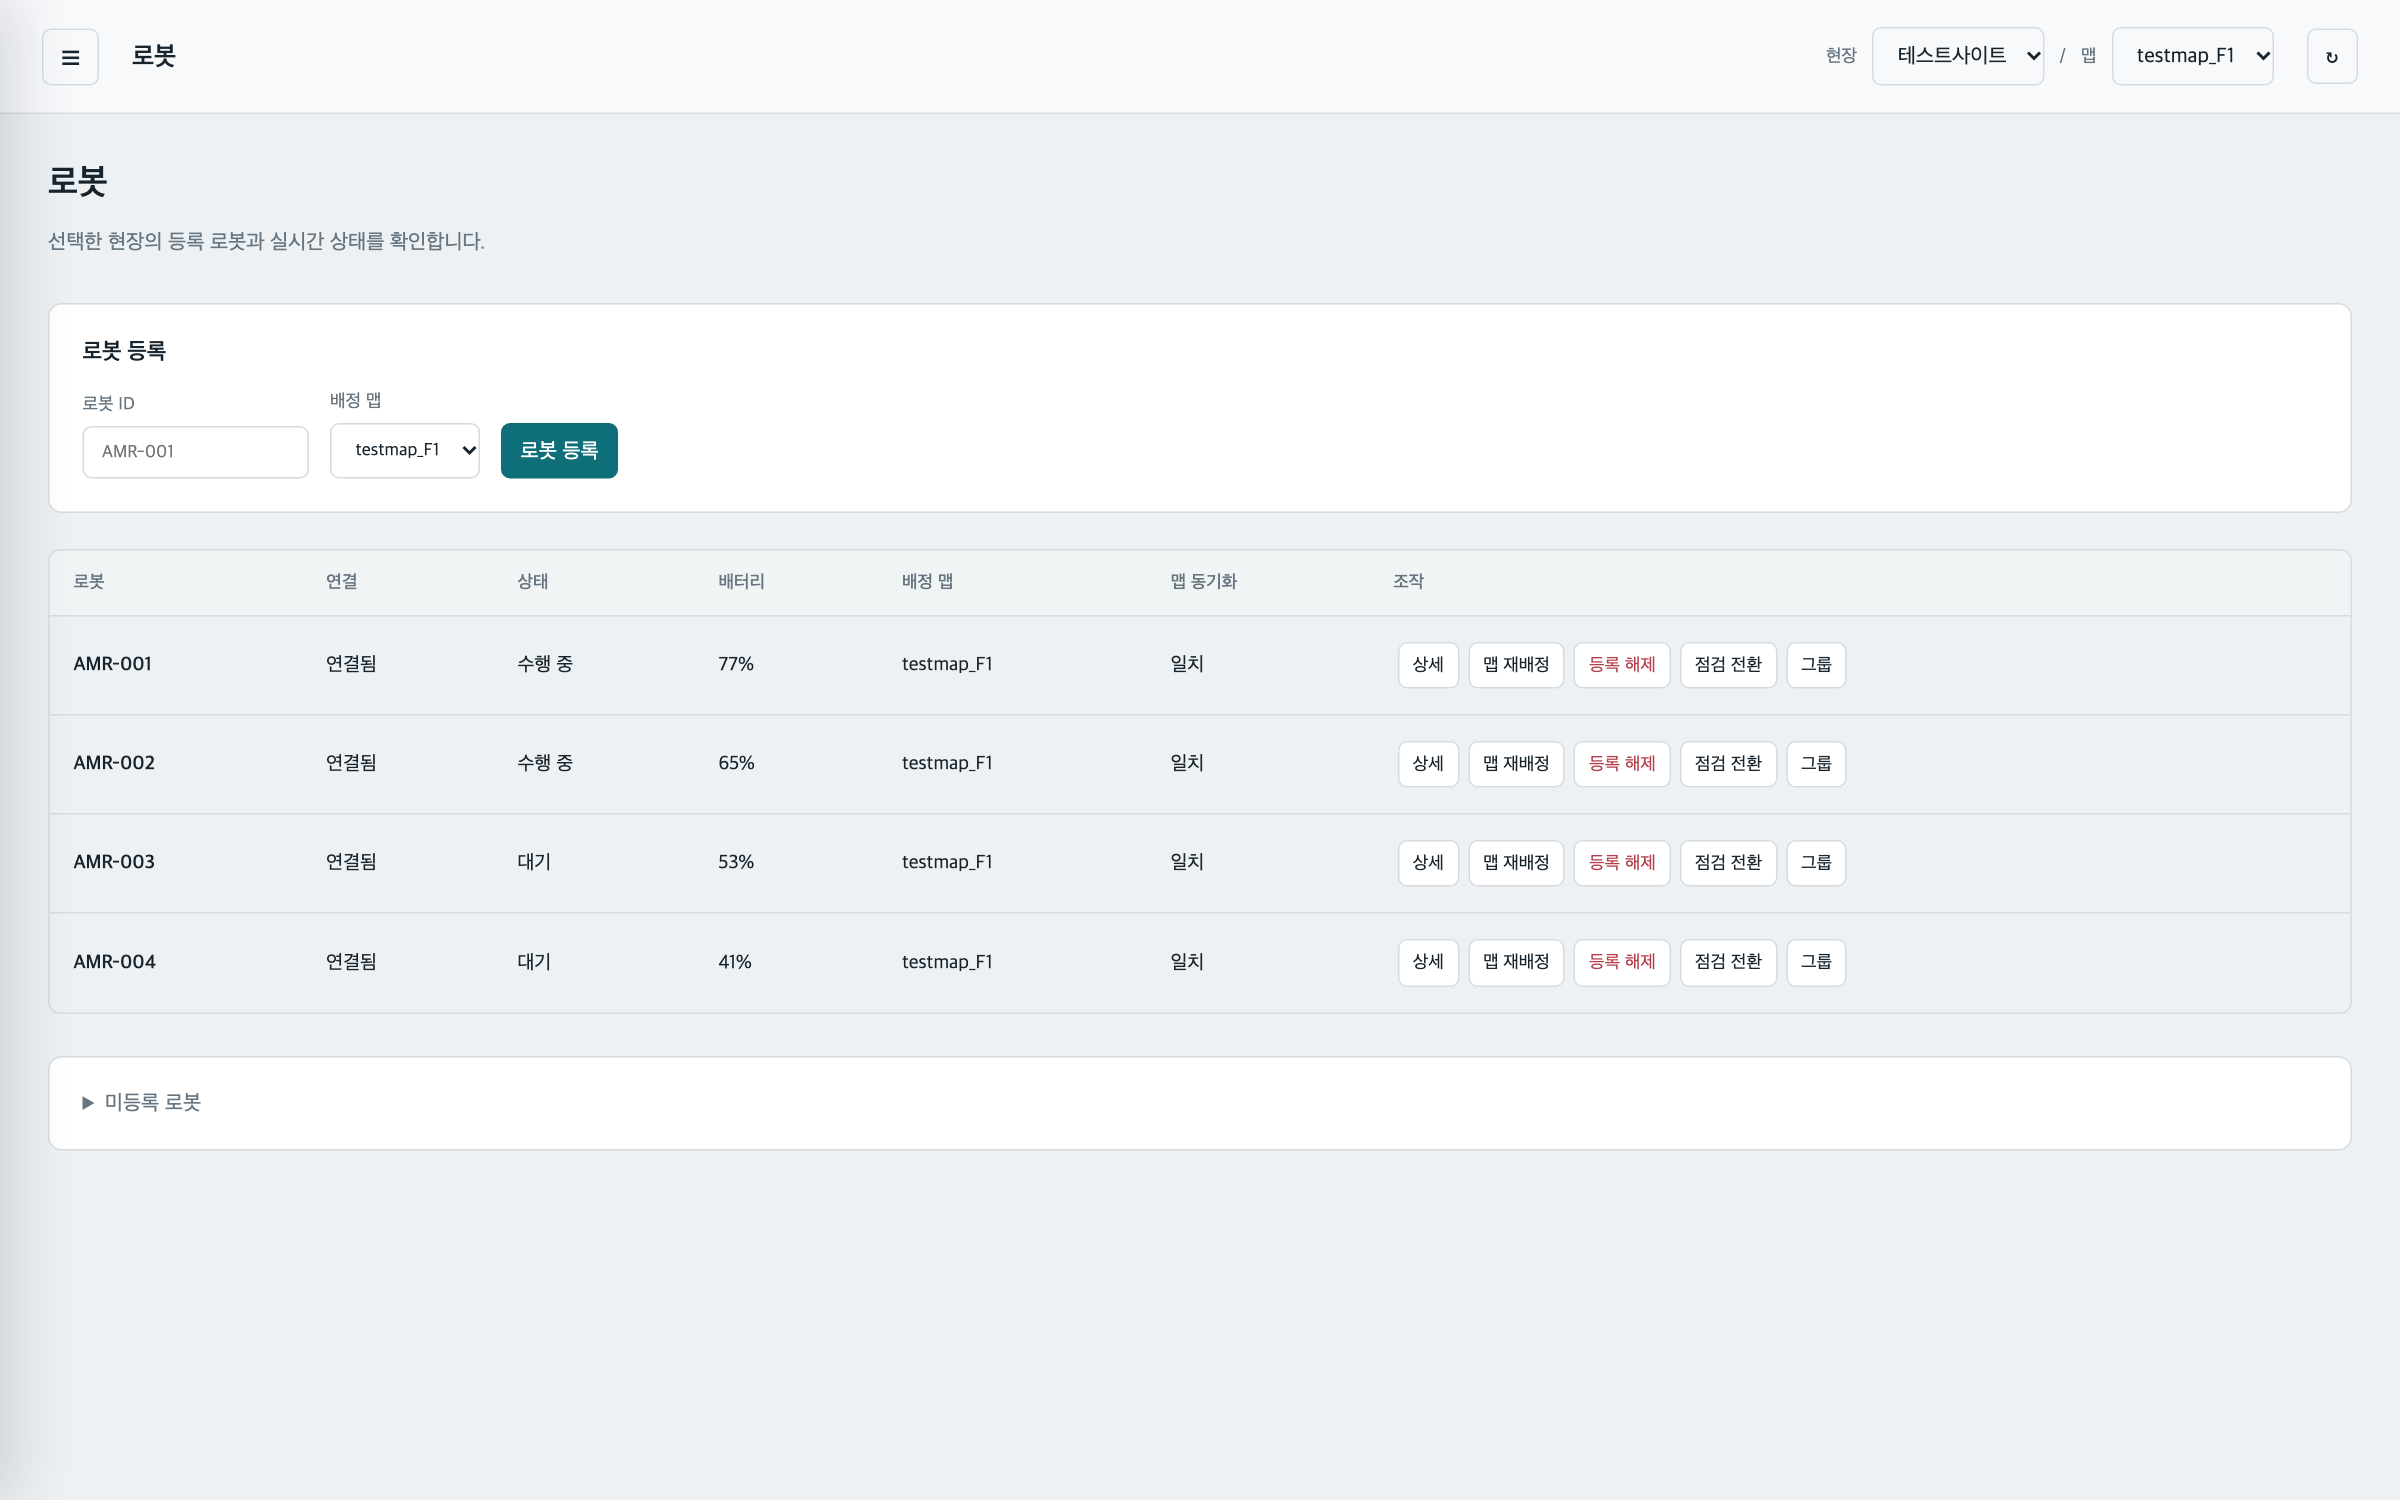 로봇 현장 테스트사이트 / 맵 testmap_F1
로봇
선택한 현장의 등록 로봇과 실시간 상태를 확인합니다.
로봇 등록
로봇 ID 배정 맵
AMR-001 testmap_F1 로봇 등록
로봇 연결 상태 배터리 배정 맵 맵 동기화 조작
AMR-001 연결됨 수행 중 77% testmap_F1 일치 상세 맵 재배정 등록 해제 점검 전환 그룹
AMR-002 연결됨 수행 중 65% testmap_F1 일치 상세 맵 재배정 등록 해제 점검 전환 그룹
AMR-003 연결됨 대기 53% testmap_F1 일치 상세 맵 재배정 등록 해제 점검 전환 그룹
AMR-004 연결됨 대기 41% testmap_F1 일치 상세 맵 재배정 등록 해제 점검 전환 그룹
미등록 로봇